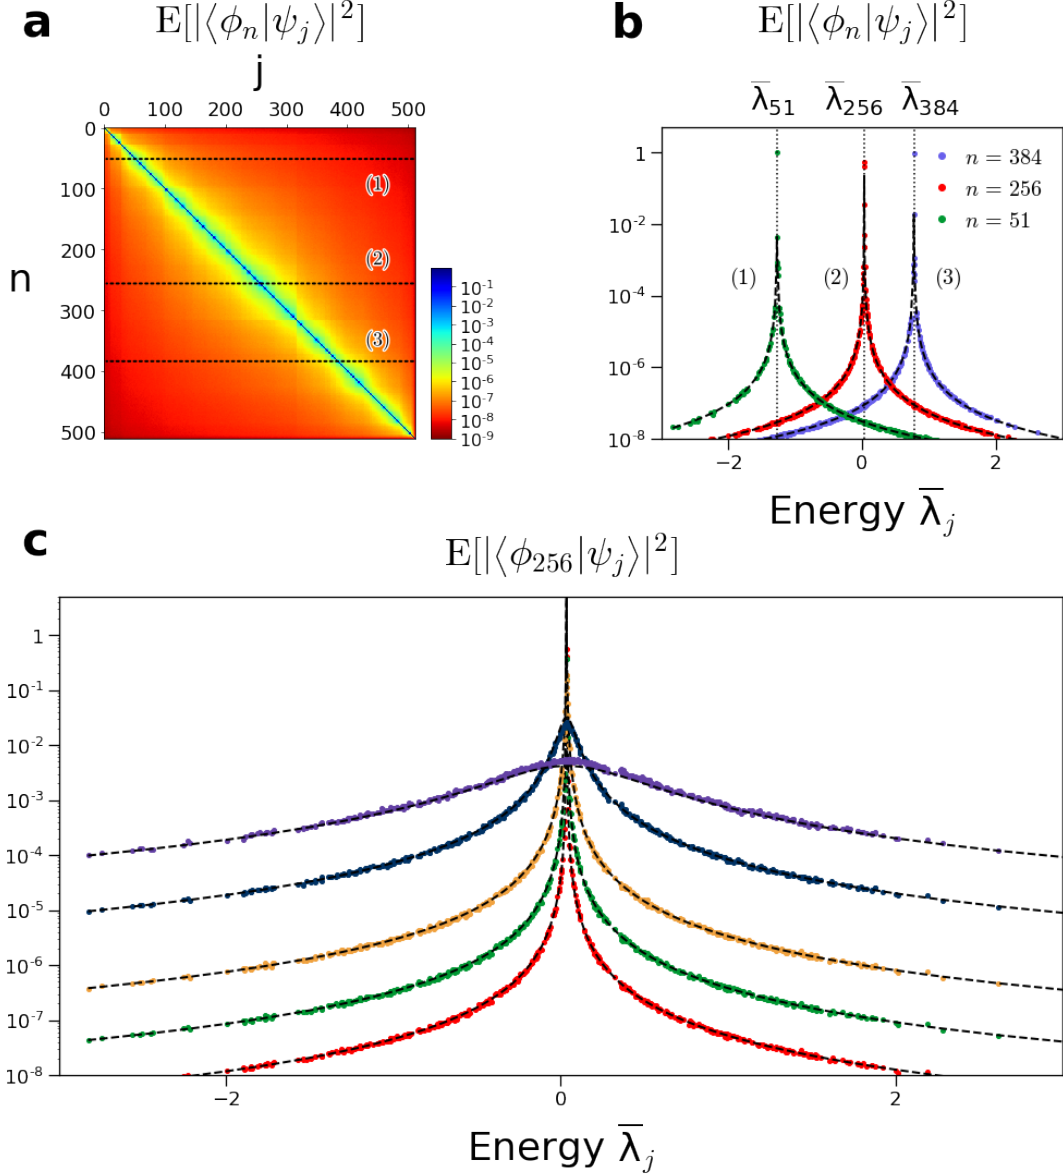 a
E[|⟨ϕₙ|ψⱼ⟩|²]
j
0 100 200 300 400 500
0
100
200
300
400
500
n
(1)
(2)
(3)
10⁻¹
10⁻²
10⁻³
10⁻⁴
10⁻⁵
10⁻⁶
10⁻⁷
10⁻⁸
10⁻⁹
b
E[|⟨ϕₙ|ψⱼ⟩|²]
λ̅₅₁ λ̅₂₅₆ λ̅₃₈₄
1
10⁻²
10⁻⁴
10⁻⁶
10⁻⁸
n = 384
n = 256
n = 51
(1) (2) (3)
−2 0 2
Energy λ̅ⱼ
c
E[|⟨ϕ₂₅₆|ψⱼ⟩|²]
1
10⁻¹
10⁻²
10⁻³
10⁻⁴
10⁻⁵
10⁻⁶
10⁻⁷
10⁻⁸
−2 0 2
Energy λ̅ⱼ